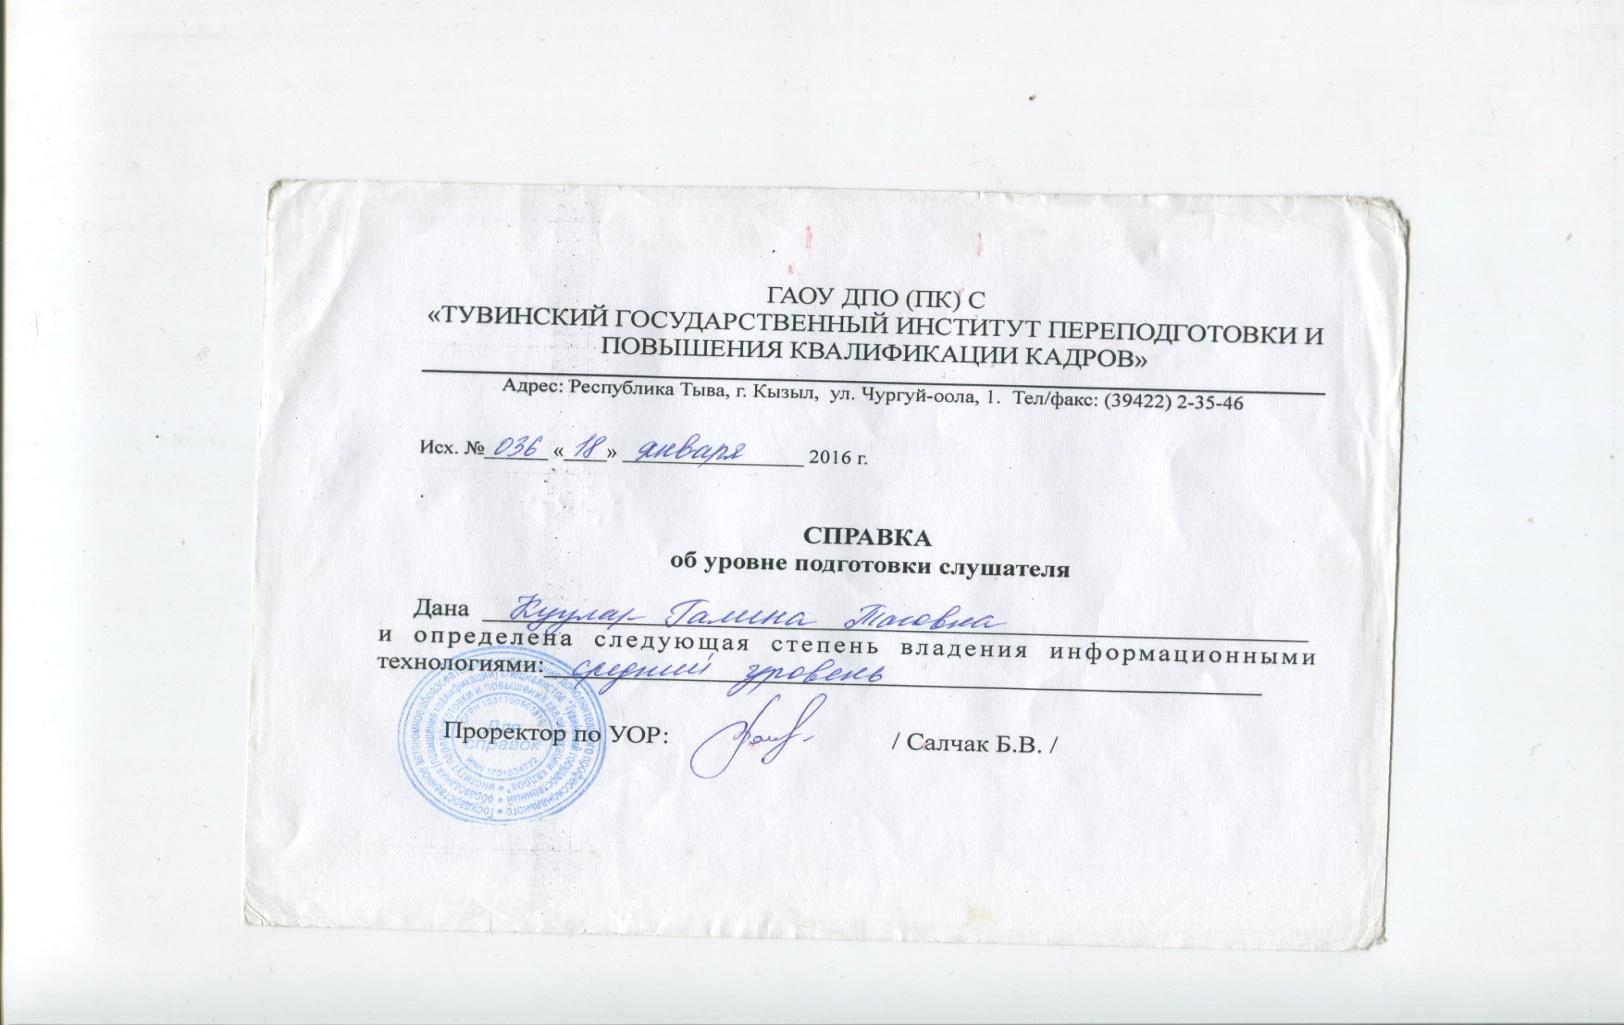 ГАОУ ДПО (ПК) С
«ТУВИНСКИЙ ГОСУДАРСТВЕННЫЙ ИНСТИТУТ ПЕРЕПОДГОТОВКИ И
ПОВЫШЕНИЯ КВАЛИФИКАЦИИ КАДРОВ»
Адрес: Республика Тыва, г. Кызыл, ул. Чургуй-оола, 1. Тел/факс: (39422) 2-35-46
Исх. № 036 «18» января 2016 г.
СПРАВКА
об уровне подготовки слушателя
Дана Куулар Галина
и определена следующая степень владения информационными
технологиями: средний уровень
Проректор по УОР: / Салчак Б.В. /
Для
справок